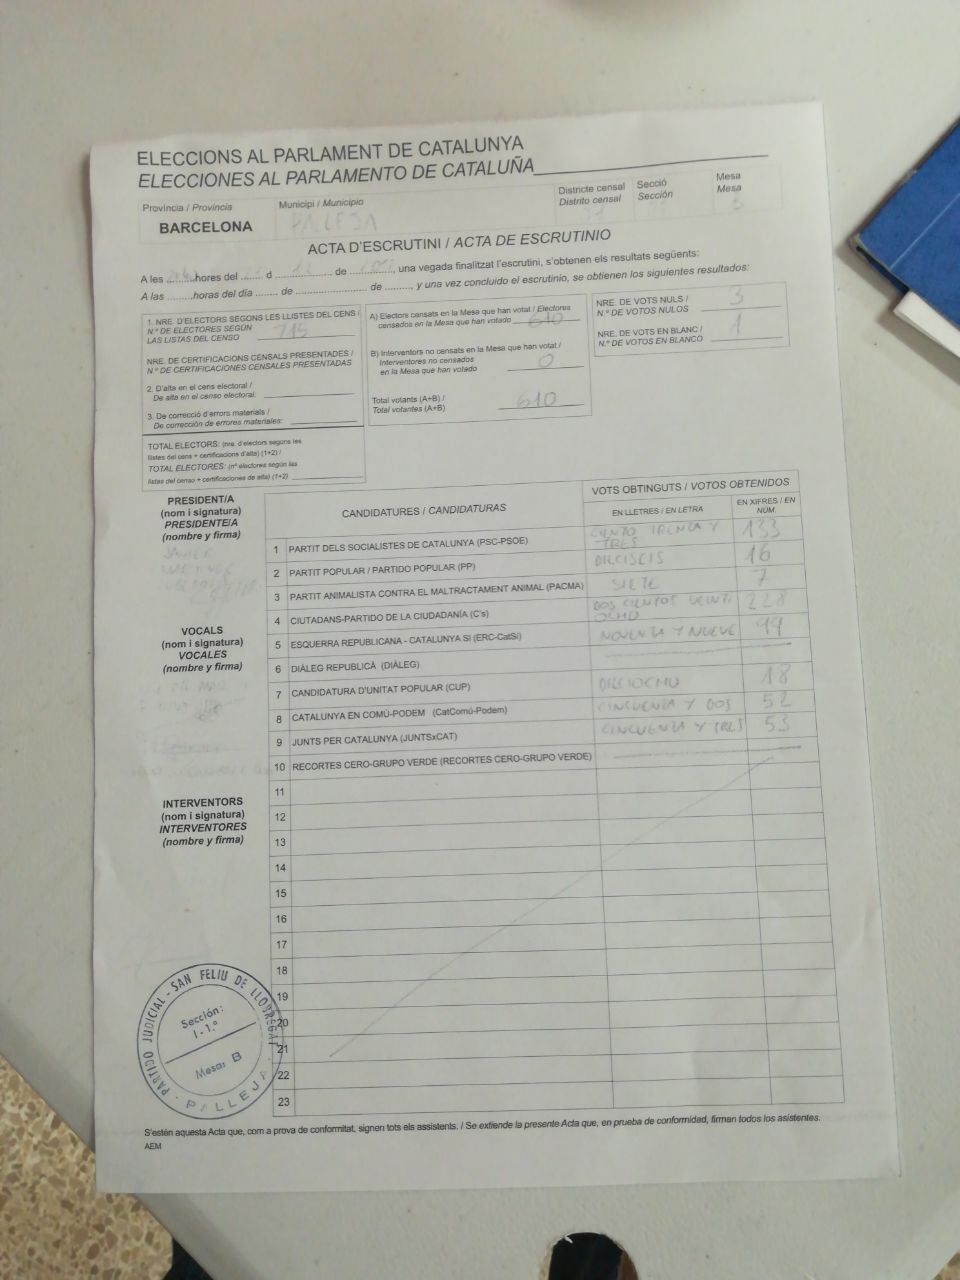 ELECCIONS AL PARLAMENT DE CATALUNYA
ELECCIONES AL PARLAMENTO DE CATALUÑA
Província / Provincia
Municipi / Municipio
Districte censal
Distrito censal
Secció
Sección
Mesa
Mesa
BARCELONA
PALLEJA
B
ACTA D'ESCRUTINI / ACTA DE ESCRUTINIO
A les ........hores del ....... d .................. de ............, una vegada finalitzat l'escrutini, s'obtenen els resultats següents:
A las .........horas del día ....... de ....................... de ........, y una vez concluido el escrutinio, se obtienen los siguientes resultados:
1. NRE. D'ELECTORS SEGONS LES LLISTES DEL CENS /
N.º DE ELECTORES SEGÚN
LAS LISTAS DEL CENSO 715
NRE. DE CERTIFICACIONS CENSALS PRESENTADES /
N.º DE CERTIFICACIONES CENSALES PRESENTADAS
2. D'alta en el cens electoral /
De alta en el censo electoral:
3. De correcció d'errors materials /
De corrección de errores materiales:
TOTAL ELECTORS: (nre. d'electors segons les
llistes del cens + certificacions d'alta) (1+2) /
TOTAL ELECTORES: (nº electores según las
listas del censo + certificaciones de alta) (1+2)
A) Electors censats en la Mesa que han votat / Electores
censados en la Mesa que han votado 610
B) Interventors no censats en la Mesa que han votat /
Interventores no censados
en la Mesa que han votado 0
Total votants (A+B) /
Total votantes (A+B) 610
NRE. DE VOTS NULS /
N.º DE VOTOS NULOS 3
NRE. DE VOTS EN BLANC /
N.º DE VOTOS EN BLANCO 1
PRESIDENT/A
(nom i signatura)
PRESIDENTE/A
(nombre y firma)
JAVIER
CANDIDATURES / CANDIDATURAS
VOTS OBTINGUTS / VOTOS OBTENIDOS
EN LLETRES / EN LETRA
EN XIFRES / EN NÚM.
1 PARTIT DELS SOCIALISTES DE CATALUNYA (PSC-PSOE) CIENTO TREINTA Y TRES 133
2 PARTIT POPULAR / PARTIDO POPULAR (PP) DIECISEIS 16
3 PARTIT ANIMALISTA CONTRA EL MALTRACTAMENT ANIMAL (PACMA) SIETE 7
4 CIUTADANS-PARTIDO DE LA CIUDADANÍA (C's) DOS CIENTOS VEINTI OCHO 228
5 ESQUERRA REPUBLICANA - CATALUNYA SÍ (ERC-CatSí) NOVENTA Y NUEVE 99
6 DIÀLEG REPUBLICÀ (DIÀLEG)
7 CANDIDATURA D'UNITAT POPULAR (CUP) DIECIOCHO 18
8 CATALUNYA EN COMÚ-PODEM (CatComú-Podem) CINCUENTA Y DOS 52
9 JUNTS PER CATALUNYA (JUNTSxCAT) CINCUENTA Y TRES 53
10 RECORTES CERO-GRUPO VERDE (RECORTES CERO-GRUPO VERDE)
11
12
13
14
15
16
17
18
19
20
21
22
23
VOCALS
(nom i signatura)
VOCALES
(nombre y firma)
INTERVENTORS
(nom i signatura)
INTERVENTORES
(nombre y firma)
PARTIDO JUDICIAL - SAN FELIU DE LLOBREGAT
Sección:
1 - 1.º
Mesa: B
- PALLEJA -
S'estén aquesta Acta que, com a prova de conformitat, signen tots els assistents. / Se extiende la presente Acta que, en prueba de conformidad, firman todos los asistentes.
AEM